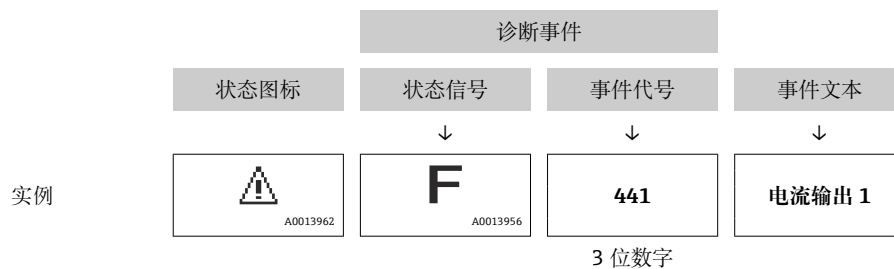 诊断事件
状态图标 状态信号 事件代号 事件文本
↓ ↓ ↓
实例 F 441 电流输出 1
A0013962 A0013956
3 位数字